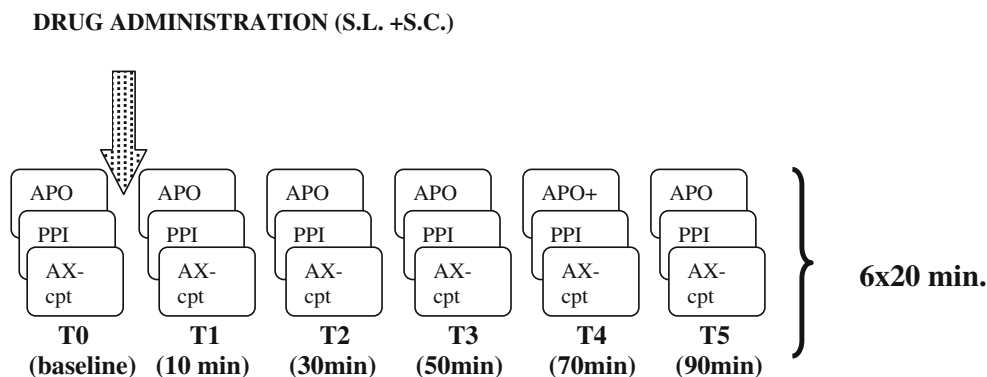 DRUG ADMINISTRATION (S.L. +S.C.)
APO APO APO APO APO+ APO
PPI PPI PPI PPI PPI PPI
AX- AX- AX- AX- AX- AX-
cpt cpt cpt cpt cpt cpt
6x20 min.
T0 T1 T2 T3 T4 T5
(baseline) (10 min) (30min) (50min) (70min) (90min)